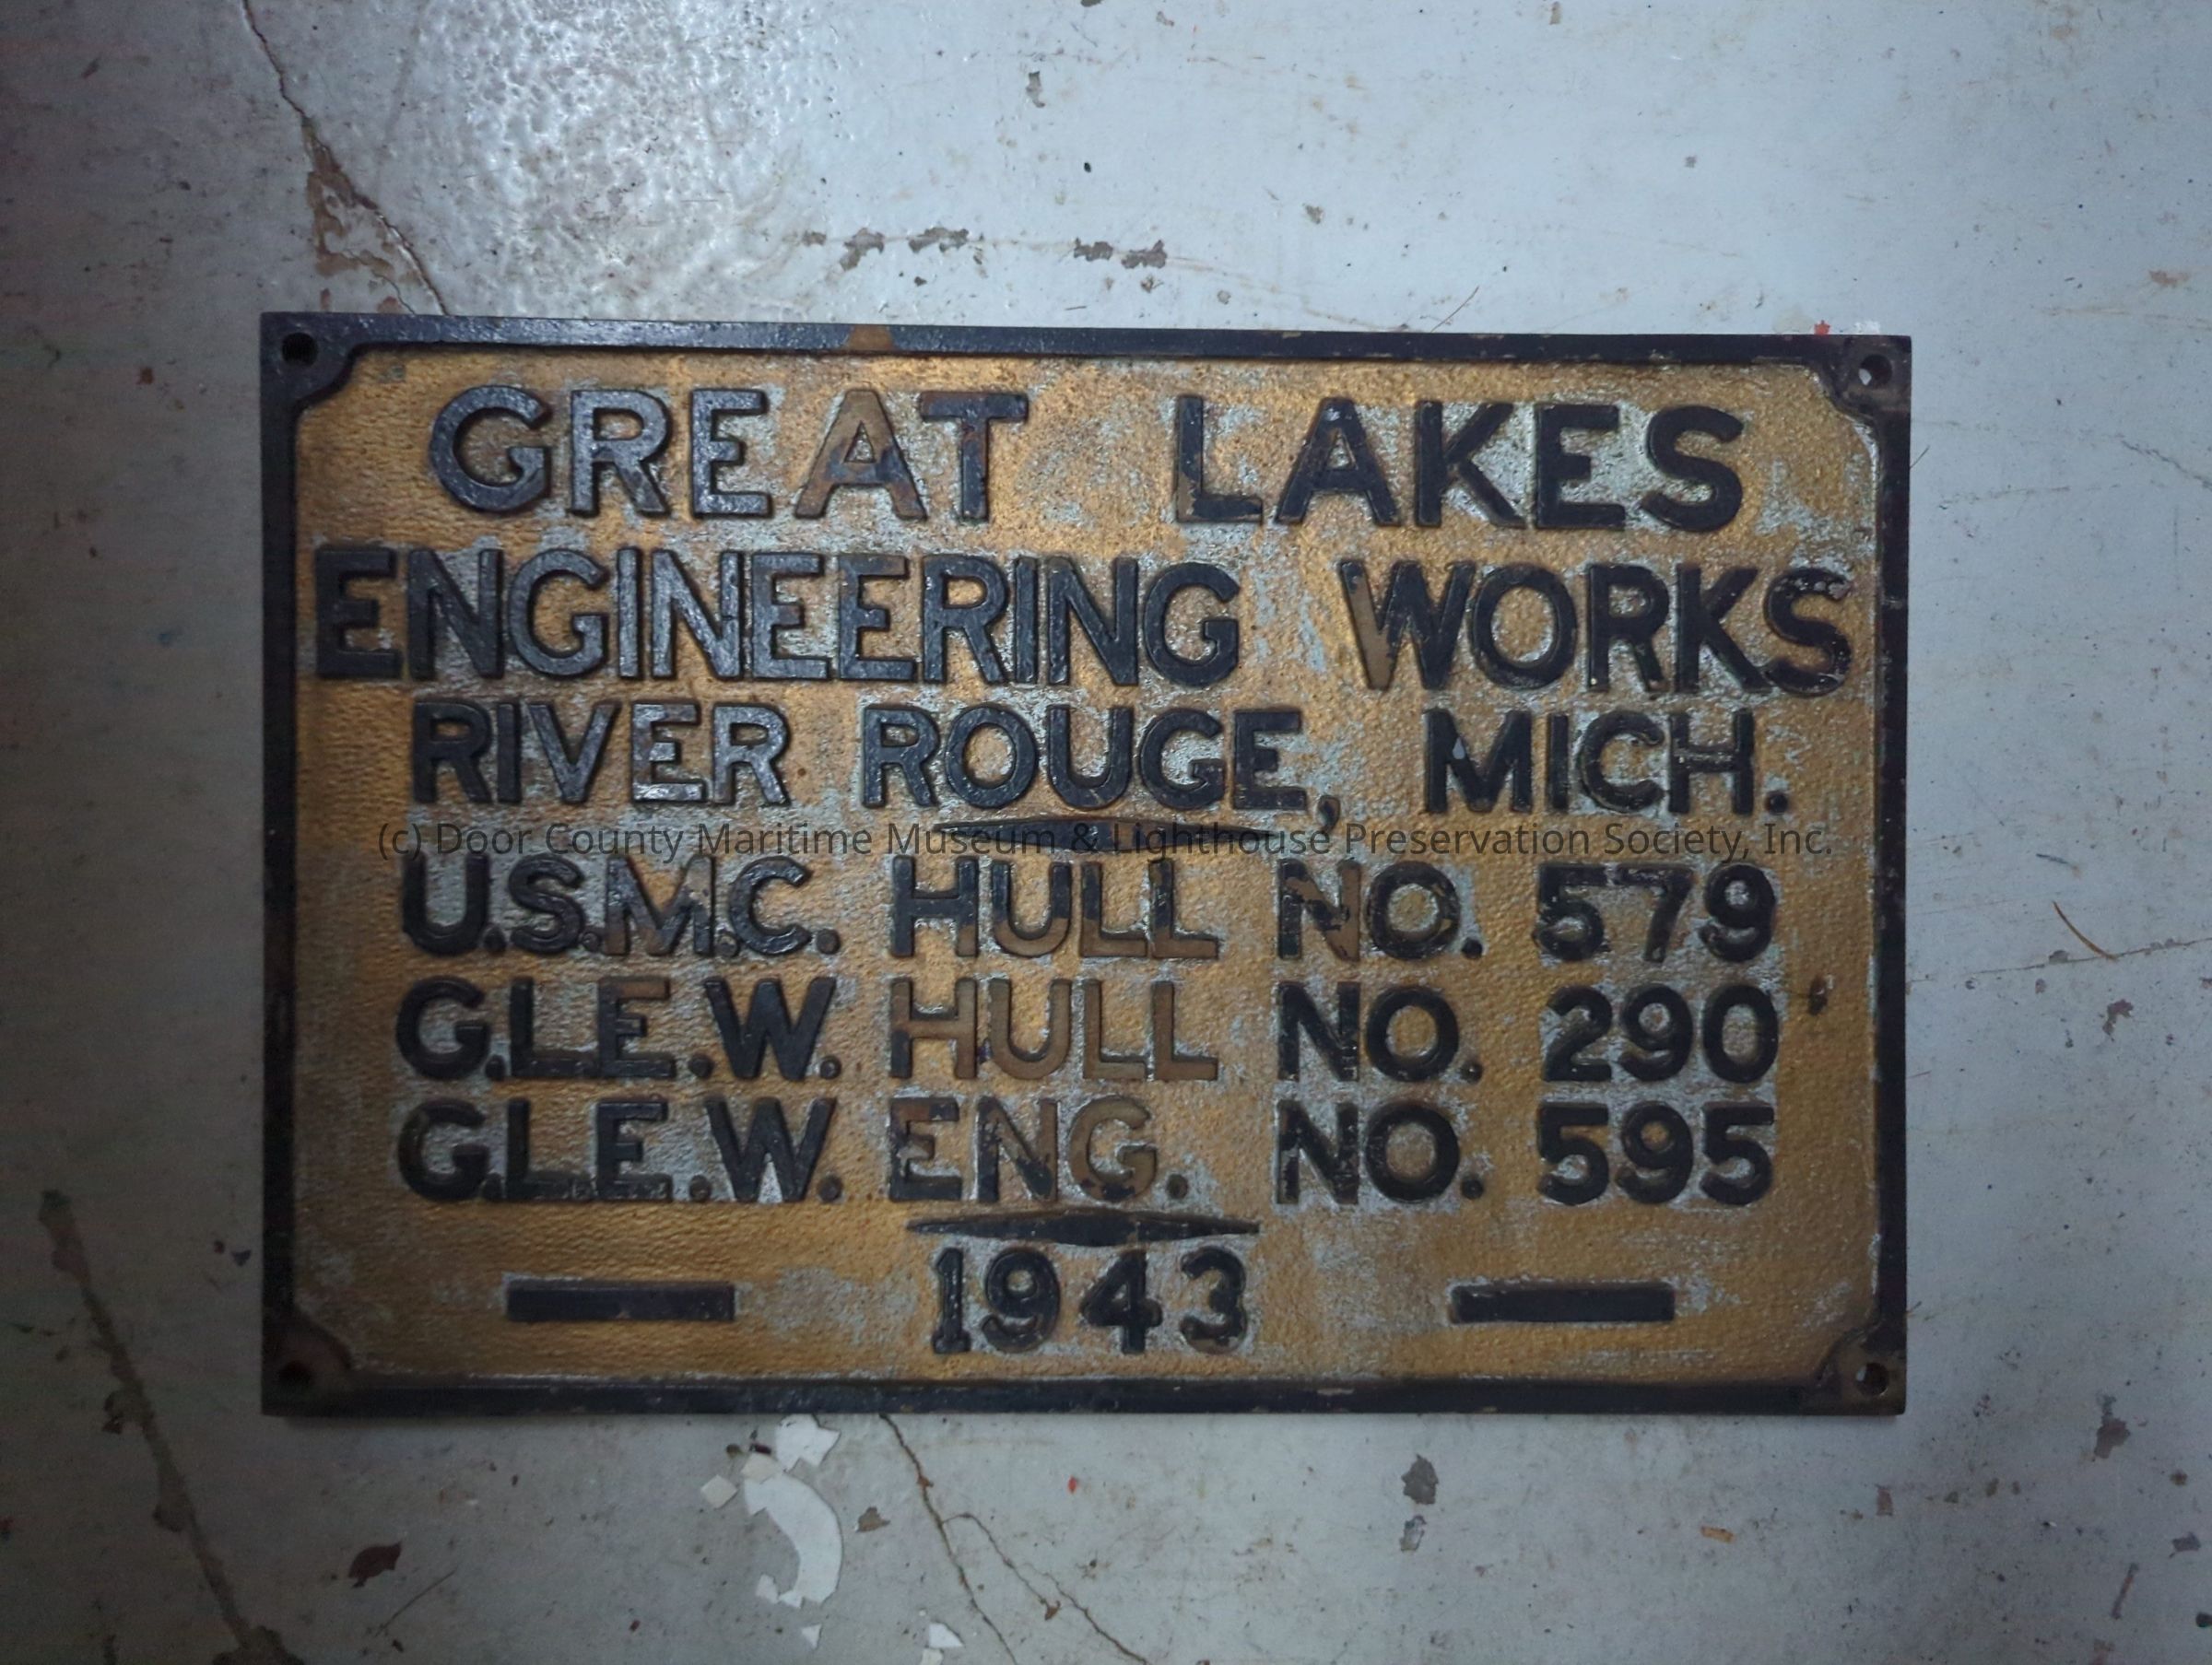 GREAT LAKES
ENGINEERING WORKS
RIVER ROUGE, MICH.
(c) Door County Maritime Museum & Lighthouse Preservation Society, Inc.
U.S.M.C. HULL NO. 579
G.L.E.W. HULL NO. 290
G.L.E.W. ENG. NO. 595
1943